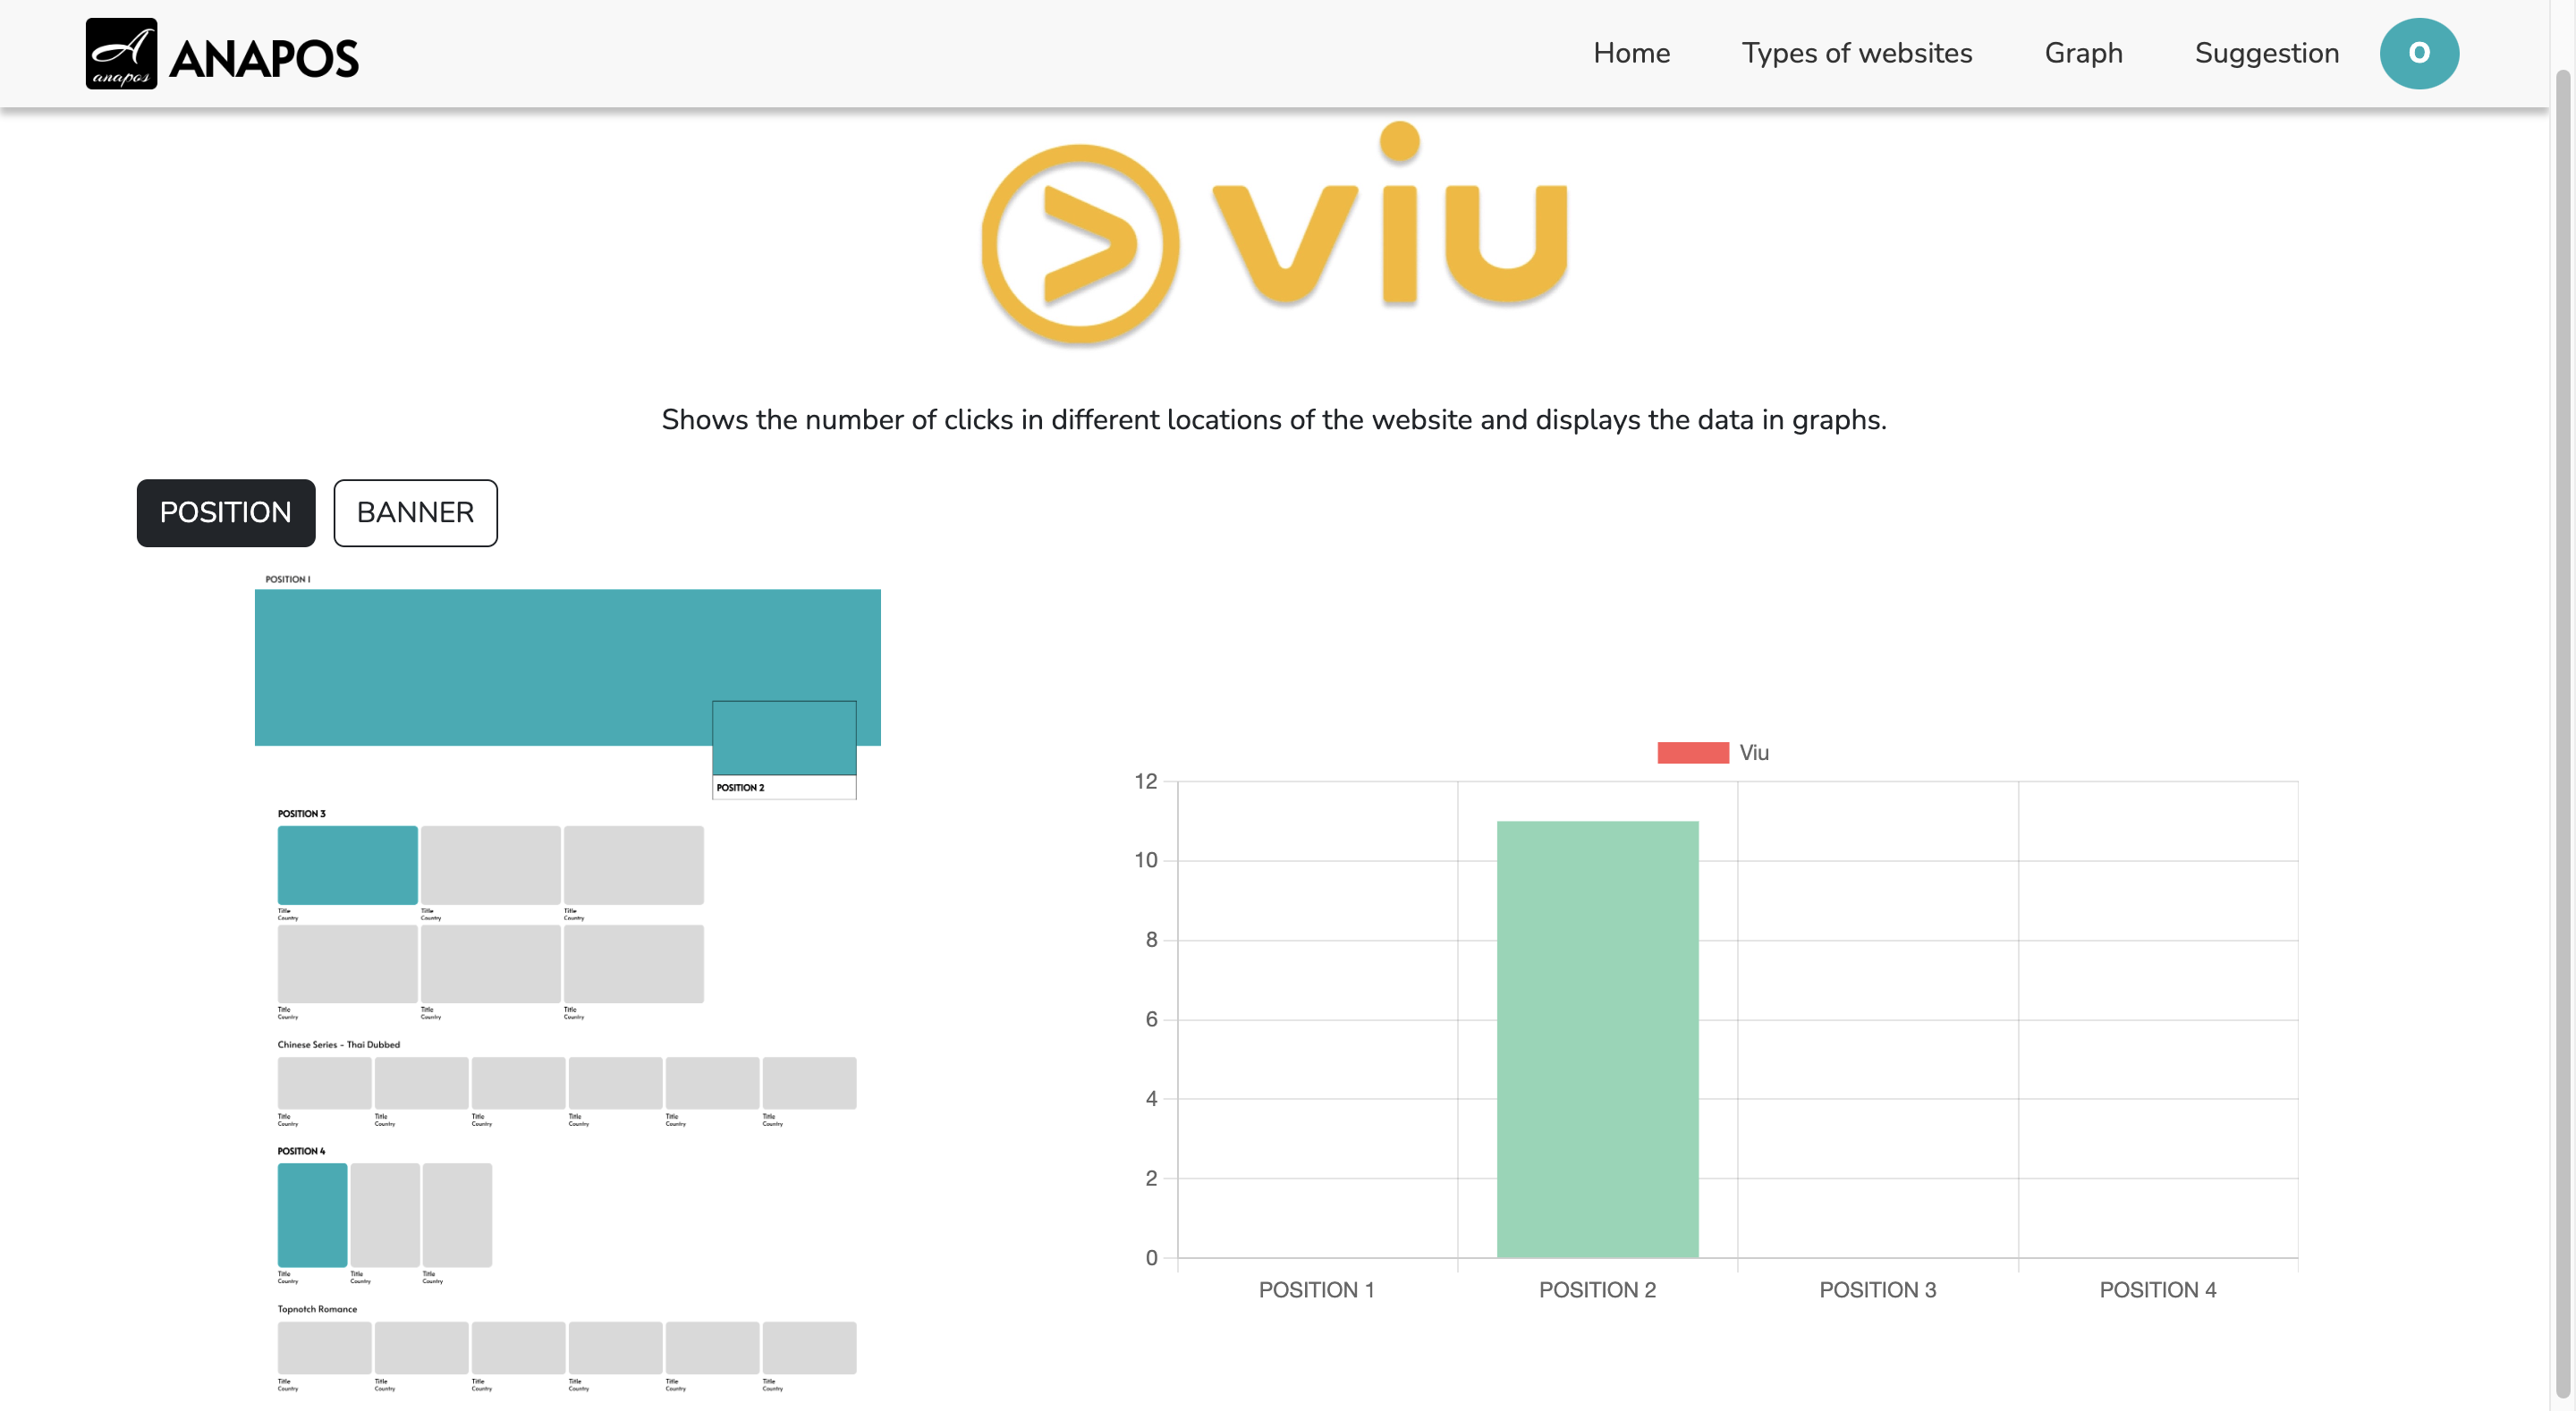 anapos
ANAPOS
Home
Types of websites
Graph
Suggestion
O
viu
Shows the number of clicks in different locations of the website and displays the data in graphs.
POSITION
BANNER
POSITION 1
POSITION 2
POSITION 3
Title
Country
Title
Country
Title
Country
Title
Country
Title
Country
Title
Country
Chinese Series - Thai Dubbed
Title
Country
Title
Country
Title
Country
Title
Country
Title
Country
Title
Country
POSITION 4
Title
Country
Title
Country
Title
Country
Topnotch Romance
Title
Country
Title
Country
Title
Country
Title
Country
Title
Country
Title
Country
Viu
12
10
8
6
4
2
0
POSITION 1
POSITION 2
POSITION 3
POSITION 4